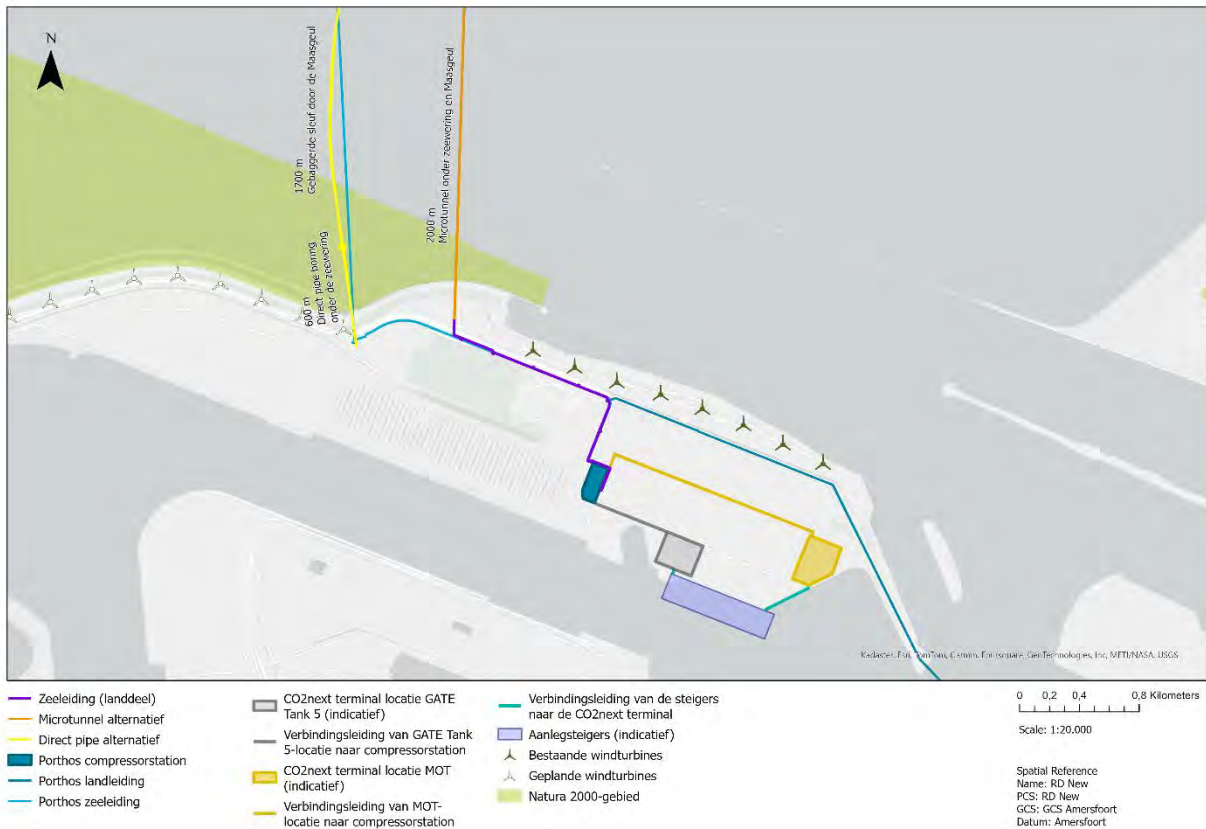 N
1700 m
Gebaggerde sleuf door de Maasgeul
2000 m
Microtunnel onder zeewering en Maasgeul
600 m
Direct pipe boring
onder de zeewering
Kadaster, Esri, TomTom, Garmin, Foursquare, GeoTechnologies, Inc, METI/NASA, USGS
Zeeleiding (landdeel)
Microtunnel alternatief
Direct pipe alternatief
Porthos compressorstation
Porthos landleiding
Porthos zeeleiding
CO2next terminal locatie GATE
Tank 5 (indicatief)
Verbindingsleiding van GATE Tank
5-locatie naar compressorstation
CO2next terminal locatie MOT
(indicatief)
Verbindingsleiding van MOT-
locatie naar compressorstation
Verbindingsleiding van de steigers
naar de CO2next terminal
Aanlegsteigers (indicatief)
Bestaande windturbines
Geplande windturbines
Natura 2000-gebied
0 0,2 0,4 0,8 Kilometers
Scale: 1:20.000
Spatial Reference
Name: RD New
PCS: RD New
GCS: GCS Amersfoort
Datum: Amersfoort